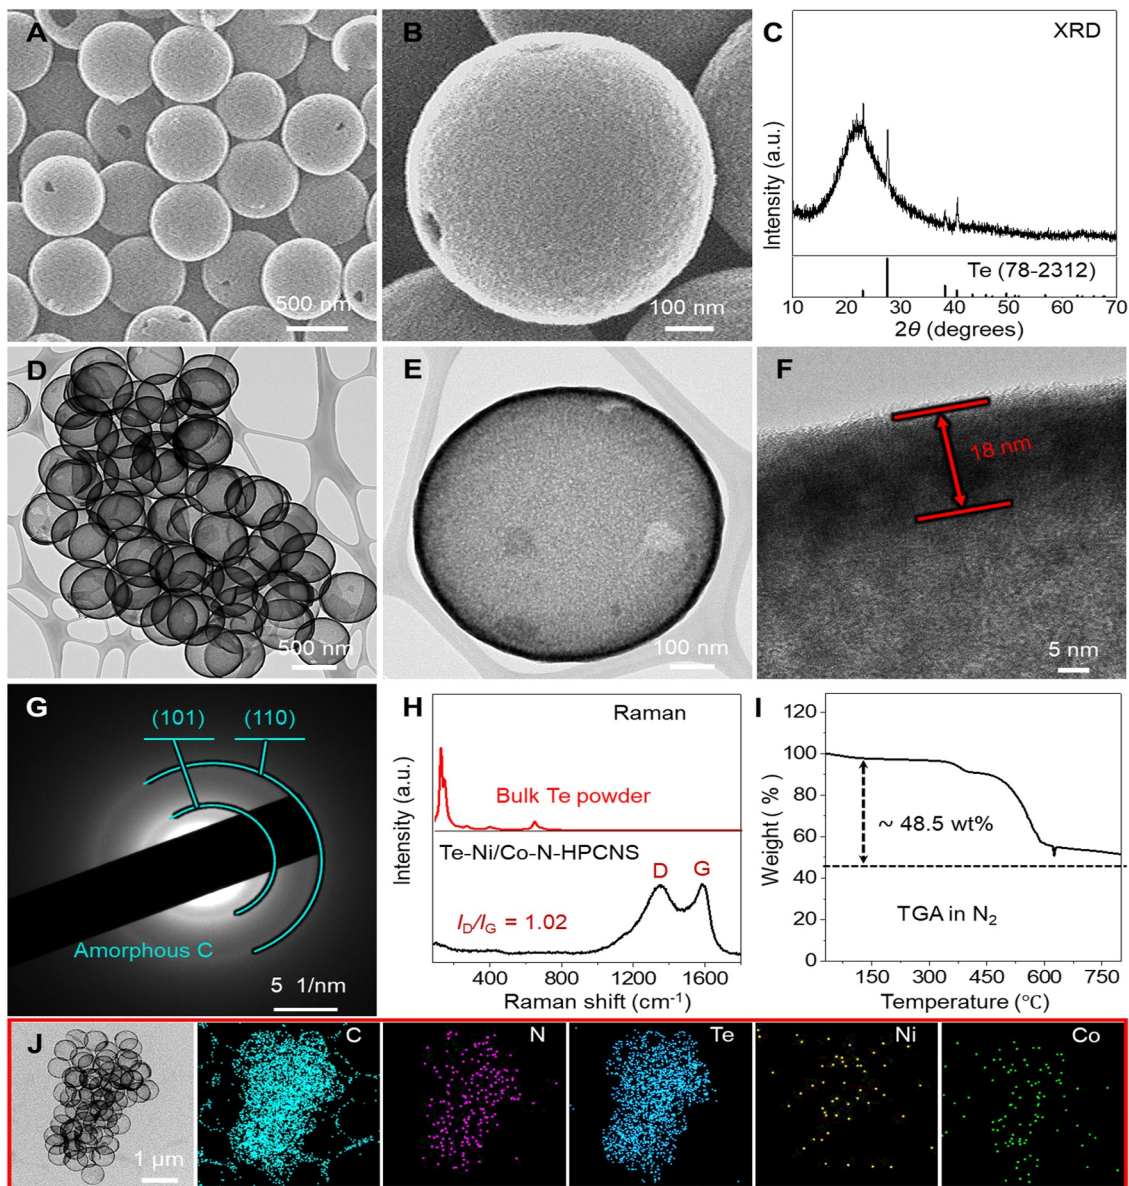 A
500 nm
B
100 nm
C
XRD
Intensity (a.u.)
Te (78-2312)
10 20 30 40 50 60 70
2θ (degrees)
D
500 nm
E
100 nm
F
18 nm
5 nm
G
(101)
(110)
Amorphous C
5 1/nm
H
Raman
Bulk Te powder
Te-Ni/Co-N-HPCNS
D
G
I_D/I_G = 1.02
Intensity (a.u.)
400 800 1200 1600
Raman shift (cm⁻¹)
I
120
100
80
60
40
20
0
Weight ( % )
~ 48.5 wt%
TGA in N₂
150 300 450 600 750
Temperature (℃)
J
1 μm
C
N
Te
Ni
Co